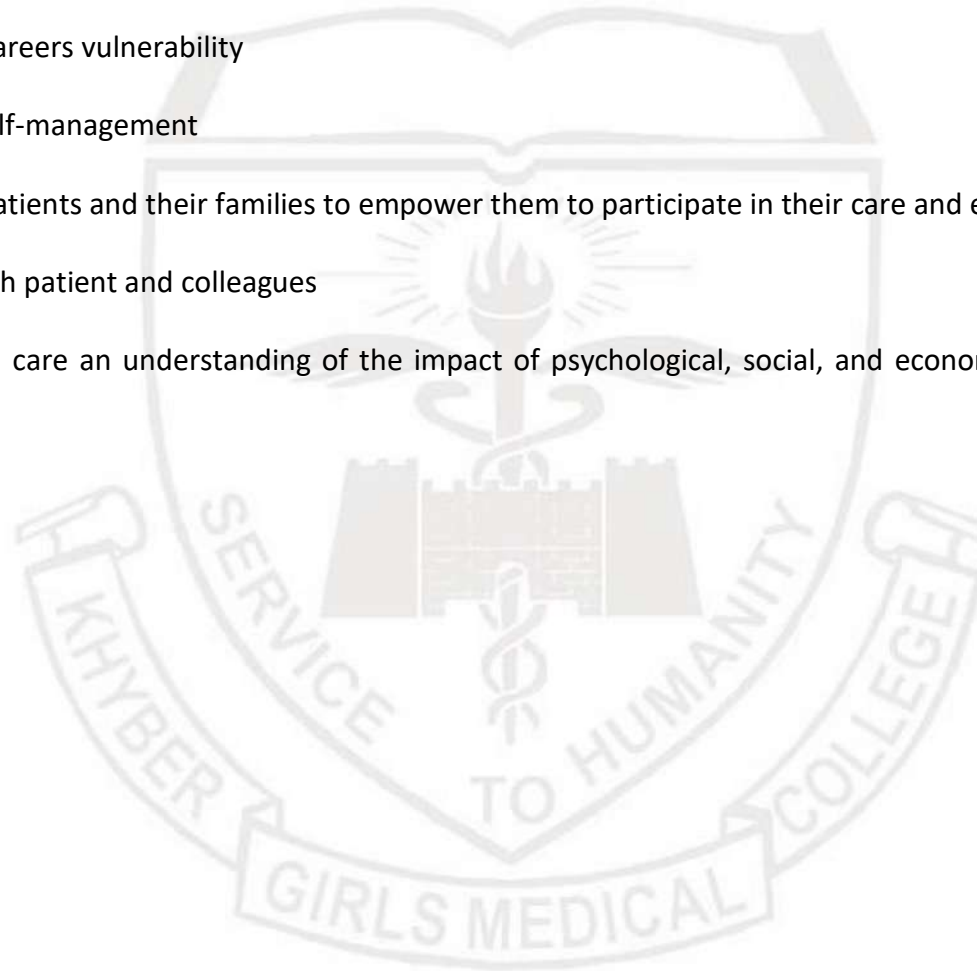 areers vulnerability
lf-management
atients and their families to empower them to participate in their care and e
h patient and colleagues
care an understanding of the impact of psychological, social, and econo
SERVICE
TO
HUMANITY
KHYBER
GIRLS MEDICAL
COLLEGE